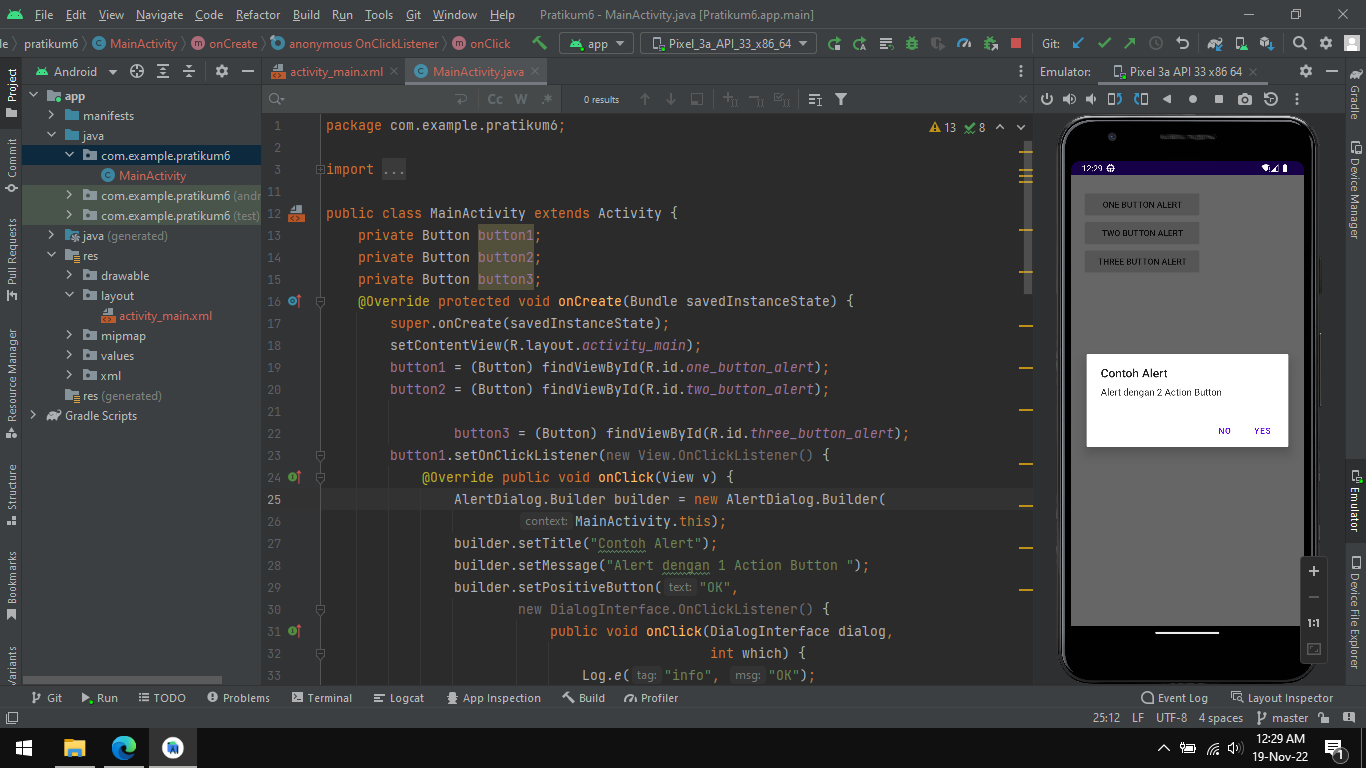 File Edit View Navigate Code Refactor Build Run Tools Git Window Help Pratikum6 - MainActivity.java [Pratikum6.app.main]
le pratikum6 MainActivity onCreate anonymous OnClickListener onClick app Pixel_3a_API_33_x86_64 Git:
Android activity_main.xml MainActivity.java Emulator: Pixel 3a API 33 x86 64
Cc W .* 0 results
Project
Commit
Pull Requests
Resource Manager
Structure
Bookmarks
Variants
app
manifests
java
com.example.pratikum6
MainActivity
com.example.pratikum6 (andr
com.example.pratikum6 (test)
java (generated)
res
drawable
layout
activity_main.xml
mipmap
values
xml
res (generated)
Gradle Scripts
13 8
1 package com.example.pratikum6;
3 import ...
11
12 public class MainActivity extends Activity {
13 private Button button1;
14 private Button button2;
15 private Button button3;
16 @Override protected void onCreate(Bundle savedInstanceState) {
17 super.onCreate(savedInstanceState);
18 setContentView(R.layout.activity_main);
19 button1 = (Button) findViewById(R.id.one_button_alert);
20 button2 = (Button) findViewById(R.id.two_button_alert);
21
22 button3 = (Button) findViewById(R.id.three_button_alert);
23 button1.setOnClickListener(new View.OnClickListener() {
24 @Override public void onClick(View v) {
25 AlertDialog.Builder builder = new AlertDialog.Builder(
26 context: MainActivity.this);
27 builder.setTitle("Contoh Alert");
28 builder.setMessage("Alert dengan 1 Action Button ");
29 builder.setPositiveButton( text: "OK",
30 new DialogInterface.OnClickListener() {
31 public void onClick(DialogInterface dialog,
32 int which) {
33 Log.e( tag: "info", msg: "OK");
12:29
ONE BUTTON ALERT
TWO BUTTON ALERT
THREE BUTTON ALERT
Contoh Alert
Alert dengan 2 Action Button
NO YES
1:1
Gradle
Device Manager
Emulator
Device File Explorer
Git Run TODO Problems Terminal Logcat App Inspection Build Profiler Event Log Layout Inspector
25:12 LF UTF-8 4 spaces master
12:29 AM
19-Nov-22
1